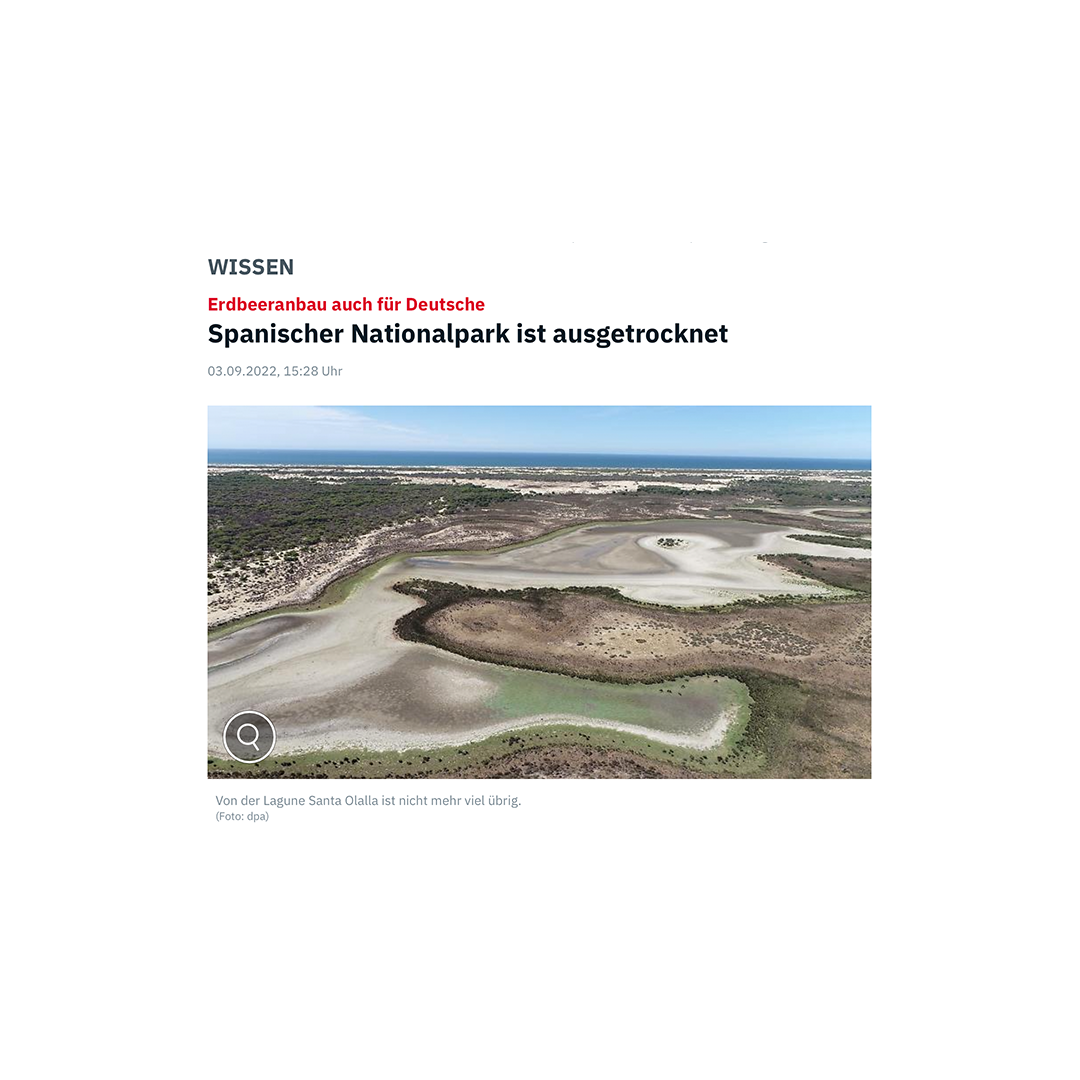 WISSEN
Erdbeeranbau auch für Deutsche
Spanischer Nationalpark ist ausgetrocknet
03.09.2022, 15:28 Uhr
Von der Lagune Santa Olalla ist nicht mehr viel übrig.
(Foto: dpa)